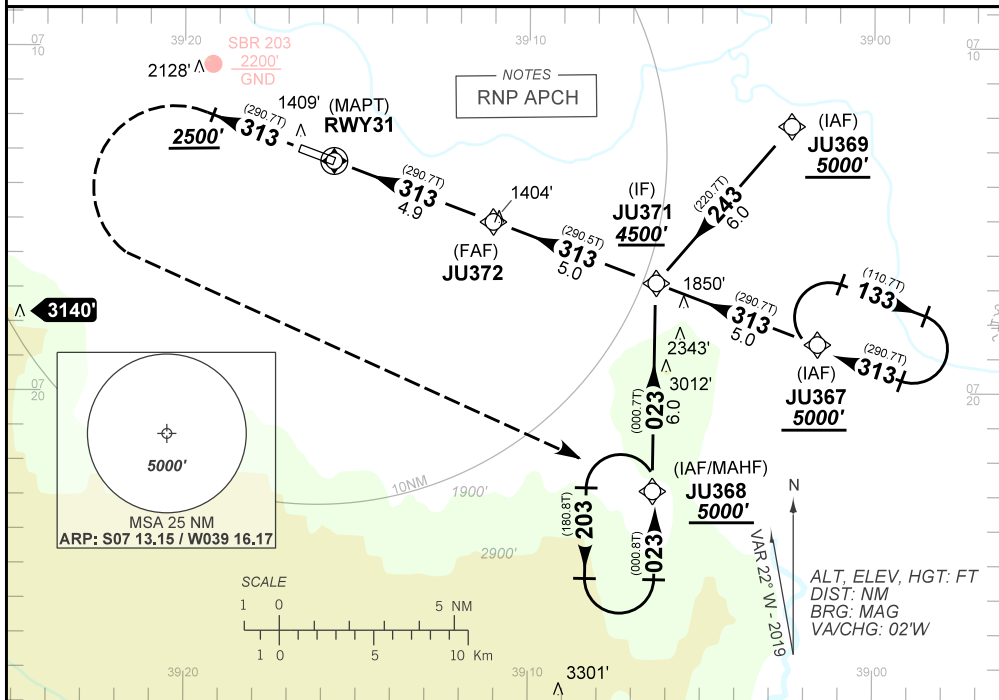 39 20
39 10
39 00
07
10
07
10
SBR 203
2200'
GND
2128'
NOTES
RNP APCH
1409'
(MAPT)
RWY31
(290.7T)
313
2500'
(IAF)
JU369
5000'
(290.7T)
313
4.9
1404'
(IF)
JU371
4500'
(220.7T)
243
6.0
(FAF)
JU372
(290.5T)
313
5.0
1850'
(110.7T)
133
(290.7T)
313
5.0
3140'
2343'
(290.7T)
313
(IAF)
JU367
5000'
3012'
07
20
07
20
(000.7T)
023
6.0
5000'
MSA 25 NM
ARP: S07 13.15 / W039 16.17
10NM
1900'
(IAF/MAHF)
JU368
5000'
(180.8T)
203
(000.8T)
023
2900'
N
VAR 22° W - 2019
SCALE
1 0 5 NM
1 0 5 10 Km
ALT, ELEV, HGT: FT
DIST: NM
BRG: MAG
VA/CHG: 02'W
3301'
39 20
39 10
39 00